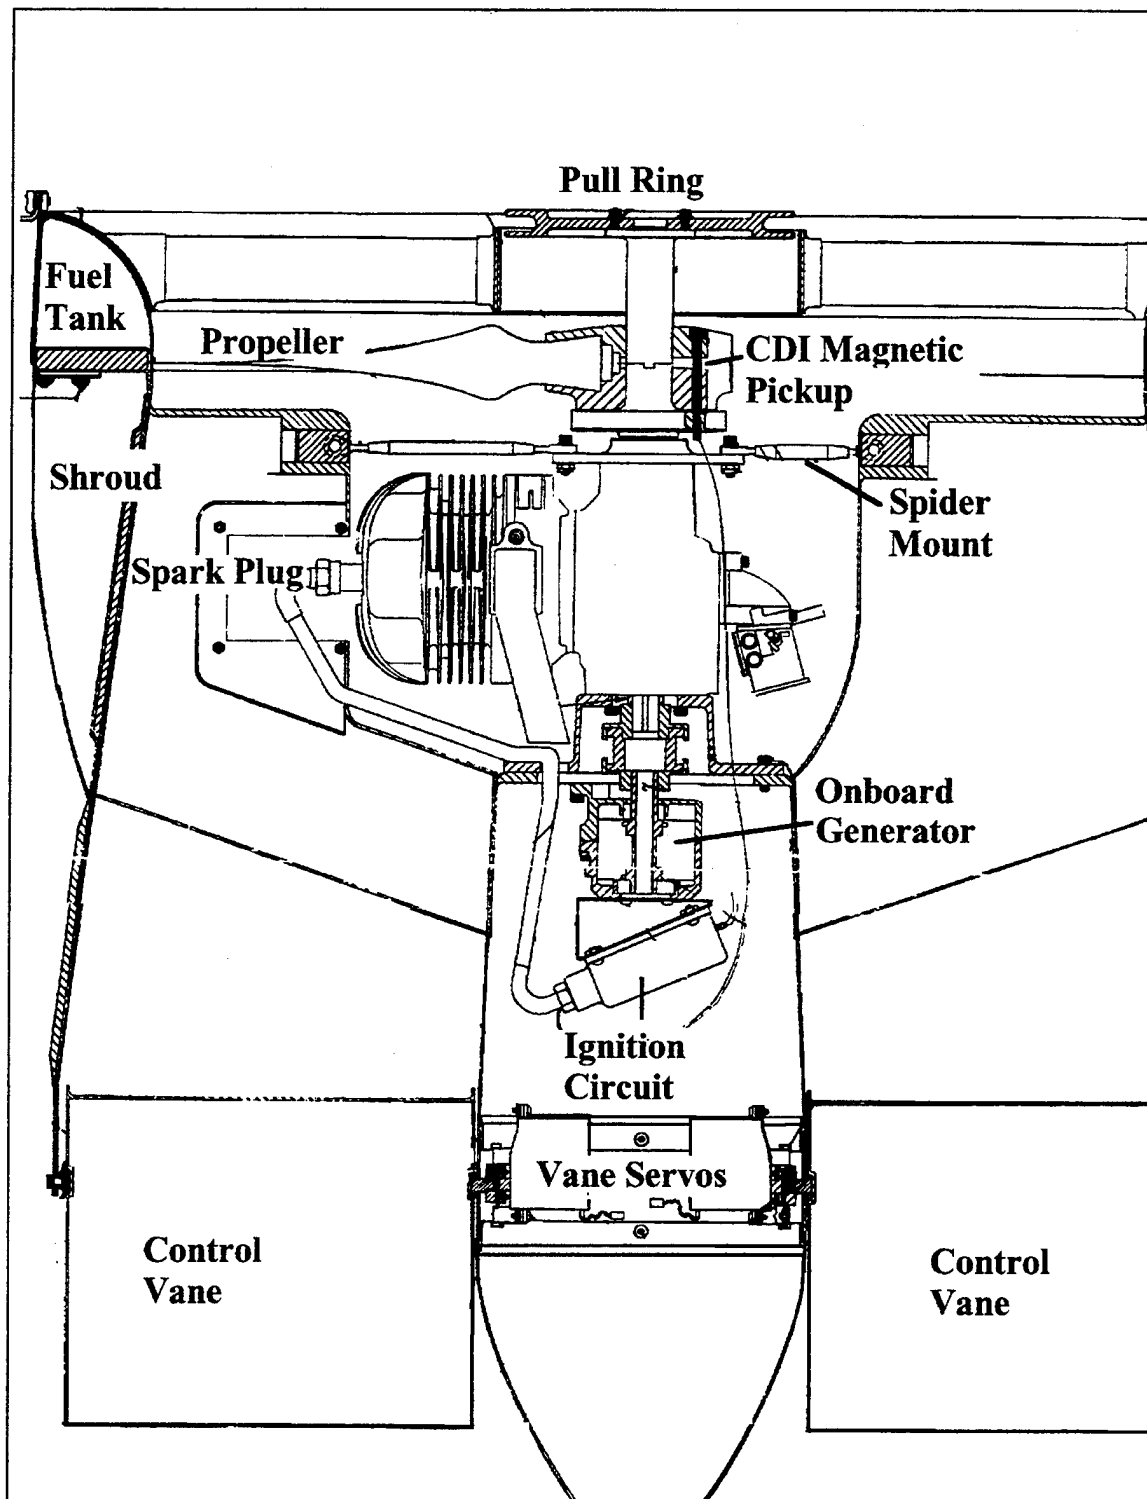 Pull Ring
Fuel
Tank
Propeller
CDI Magnetic
Pickup
Shroud
Spider
Mount
Spark Plug
Onboard
Generator
Ignition
Circuit
Vane Servos
Control
Vane
Control
Vane